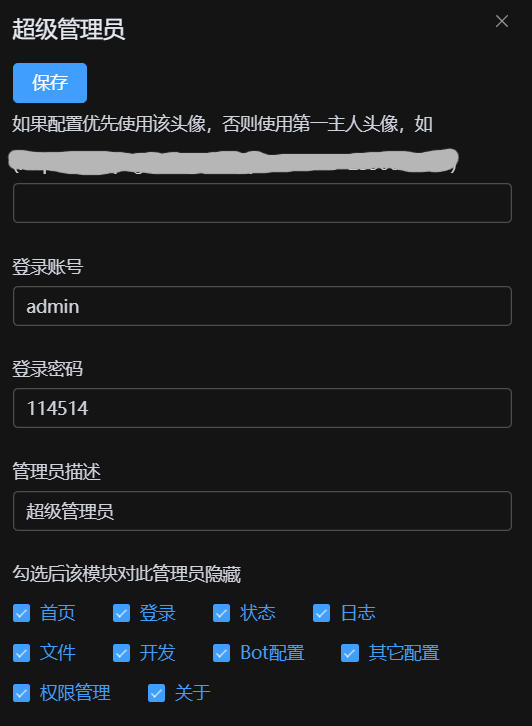 超级管理员
保存
如果配置优先使用该头像，否则使用第一主人头像，如
登录账号
admin
登录密码
114514
管理员描述
超级管理员
勾选后该模块对此管理员隐藏
首页 登录 状态 日志
文件 开发 Bot配置 其它配置
权限管理 关于